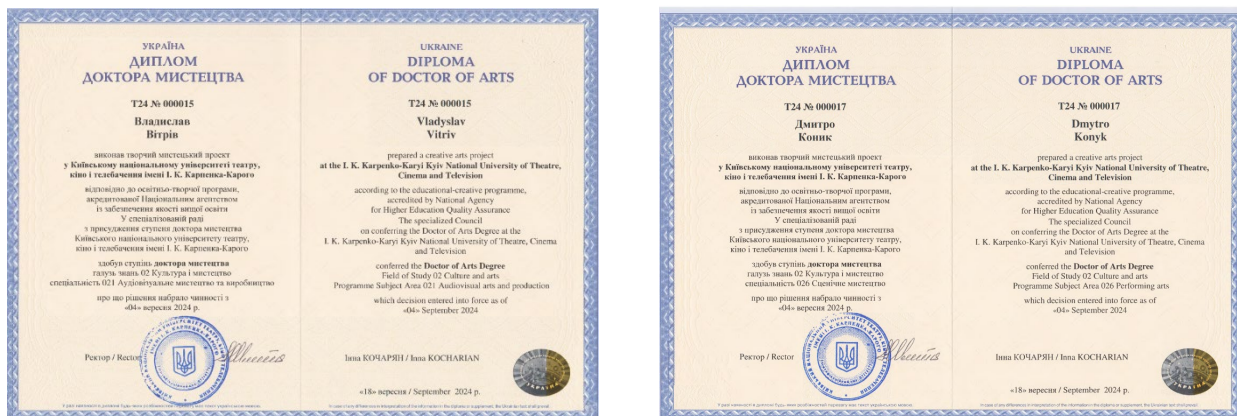 УКРАЇНА
ДИПЛОМ
ДОКТОРА МИСТЕЦТВА
Т24 № 000015
Владислав
Вітрів
виконав творчий мистецький проект
у Київському національному університеті театру,
кіно і телебачення імені І. К. Карпенка-Карого
відповідно до освітньо-творчої програми,
акредитованої Національним агентством
із забезпечення якості вищої освіти
У спеціалізованій раді
з присудження ступеня доктора мистецтва
Київського національного університету театру,
кіно і телебачення імені І. К. Карпенка-Карого
здобув ступінь доктора мистецтва
галузь знань 02 Культура і мистецтво
спеціальність 021 Аудіовізуальне мистецтво та виробництво
про що рішення набрало чинності з
«04» вересня 2024 р.
Ректор / Rector
UKRAINE
DIPLOMA
OF DOCTOR OF ARTS
T24 № 000015
Vladyslav
Vitriv
prepared a creative arts project
at the I. K. Karpenko-Karyi Kyiv National University of Theatre,
Cinema and Television
according to the educational-creative programme,
accredited by National Agency
for Higher Education Quality Assurance
The specialized Council
on conferring the Doctor of Arts Degree at the
I. K. Karpenko-Karyi Kyiv National University of Theatre, Cinema
and Television
conferred the Doctor of Arts Degree
Field of Study 02 Culture and arts
Programme Subject Area 021 Audiovisual arts and production
which decision entered into force as of
«04» September 2024
Інна КОЧАРЯН / Inna KOCHARIAN
«18» вересня / September 2024 р.
УКРАЇНА
УКРАЇНА
ДИПЛОМ
ДОКТОРА МИСТЕЦТВА
Т24 № 000017
Дмитро
Коник
виконав творчий мистецький проект
у Київському національному університеті театру,
кіно і телебачення імені І. К. Карпенка-Карого
відповідно до освітньо-творчої програми,
акредитованої Національним агентством
із забезпечення якості вищої освіти
У спеціалізованій раді
з присудження ступеня доктора мистецтва
Київського національного університету театру,
кіно і телебачення імені І. К. Карпенка-Карого
здобув ступінь доктора мистецтва
галузь знань 02 Культура і мистецтво
спеціальність 026 Сценічне мистецтво
про що рішення набрало чинності з
«04» вересня 2024 р.
Ректор / Rector
UKRAINE
DIPLOMA
OF DOCTOR OF ARTS
T24 № 000017
Dmytro
Konyk
prepared a creative arts project
at the I. K. Karpenko-Karyi Kyiv National University of Theatre,
Cinema and Television
according to the educational-creative programme,
accredited by National Agency
for Higher Education Quality Assurance
The specialized Council
on conferring the Doctor of Arts Degree at the
I. K. Karpenko-Karyi Kyiv National University of Theatre, Cinema
and Television
conferred the Doctor of Arts Degree
Field of Study 02 Culture and arts
Programme Subject Area 026 Performing arts
which decision entered into force as of
«04» September 2024
Інна КОЧАРЯН / Inna KOCHARIAN
«18» вересня / September 2024 р.
УКРАЇНА